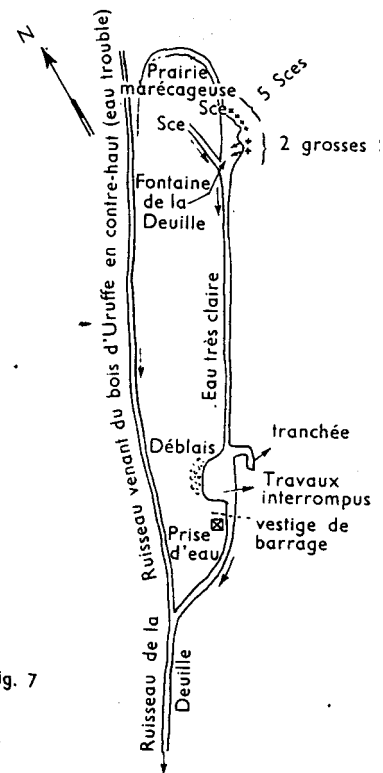 N
Prairie
marécageuse
5 Sces
Sce
Sce
2 grosses
Fontaine
de la
Deuille
Ruisseau venant du bois d'Uruffe en contre-haut (eau trouble)
Eau très claire
tranchée
Déblais
Travaux
interrompus
vestige de
barrage
Prise
d'eau
Ruisseau de la
Deuille
ig. 7